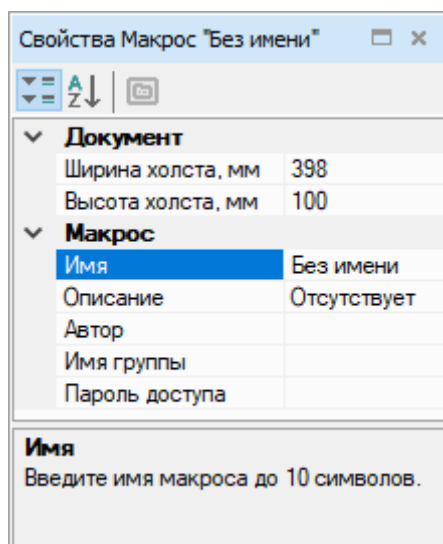 Свойства Макрос "Без имени"
Документ
Ширина холста, мм 398
Высота холста, мм 100
Макрос
Имя Без имени
Описание Отсутствует
Автор
Имя группы
Пароль доступа
Имя
Введите имя макроса до 10 символов.